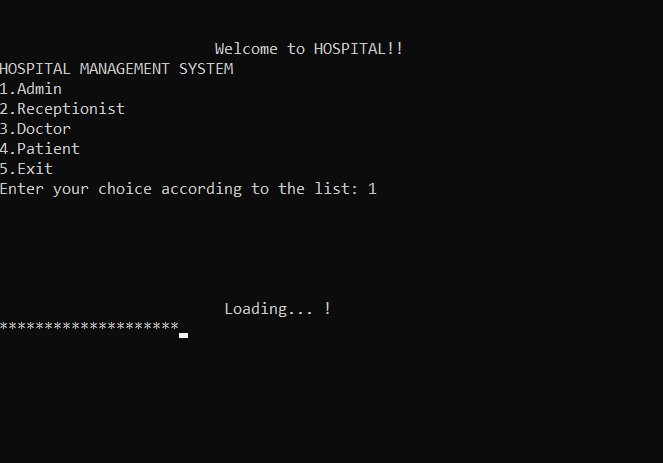 Welcome to HOSPITAL!!
HOSPITAL MANAGEMENT SYSTEM
1.Admin
2.Receptionist
3.Doctor
4.Patient
5.Exit
Enter your choice according to the list: 1
Loading... !
********************